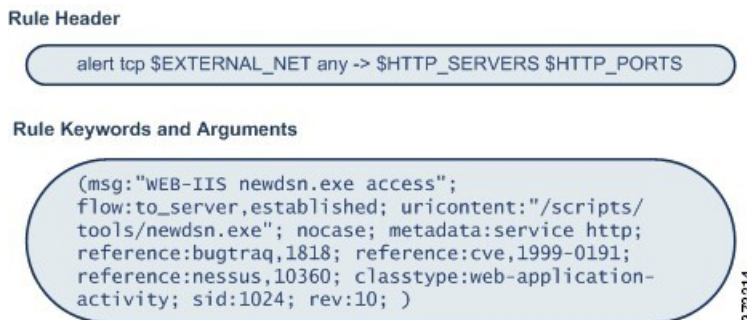 Rule Header
alert tcp $EXTERNAL_NET any -> $HTTP_SERVERS $HTTP_PORTS
Rule Keywords and Arguments
(msg:"WEB-IIS newdsn.exe access";
flow:to_server,established; uricontent:"/scripts/
tools/newdsn.exe"; nocase; metadata:service http;
reference:bugtraq,1818; reference:cve,1999-0191;
reference:nessus,10360; classtype:web-application-
activity; sid:1024; rev:10; )